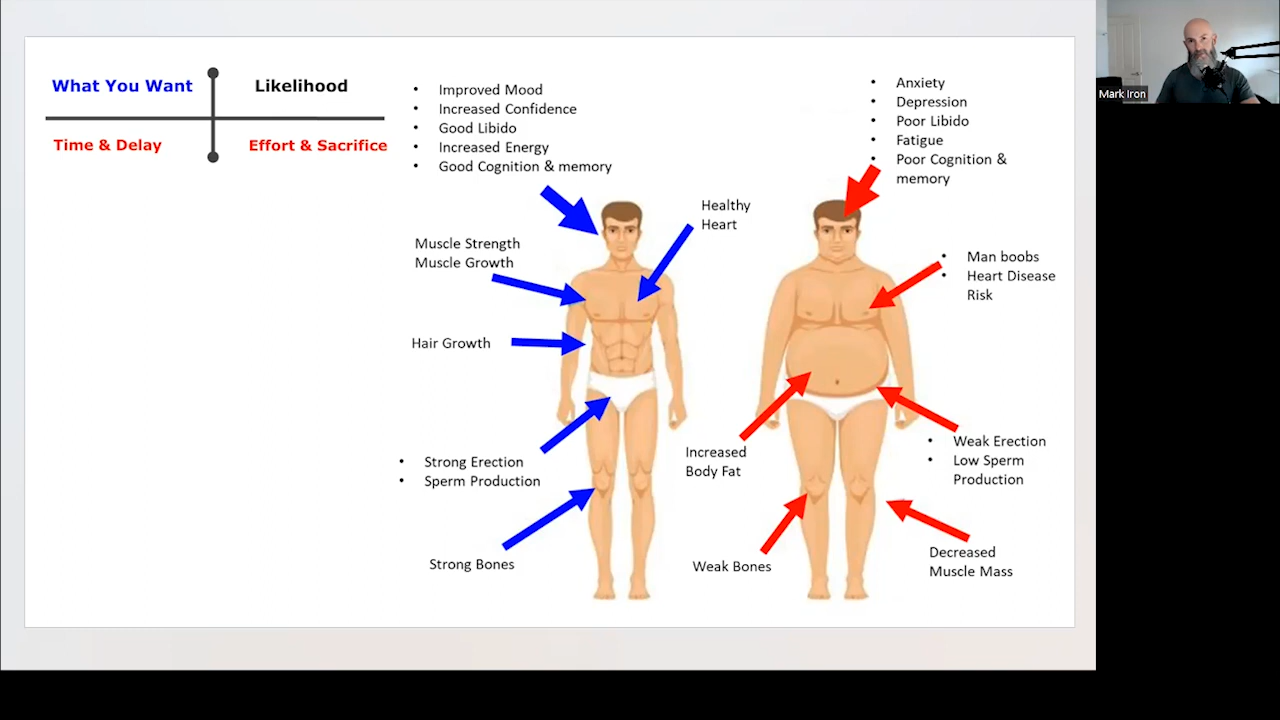 What You Want
Likelihood
Time & Delay
Effort & Sacrifice
• Improved Mood
• Increased Confidence
• Good Libido
• Increased Energy
• Good Cognition & memory
Muscle Strength
Muscle Growth
Healthy
Heart
Hair Growth
• Strong Erection
• Sperm Production
Strong Bones
• Anxiety
• Depression
• Poor Libido
• Fatigue
• Poor Cognition &
memory
• Man boobs
• Heart Disease
Risk
Increased
Body Fat
• Weak Erection
• Low Sperm
Production
Weak Bones
Decreased
Muscle Mass
Mark Iron